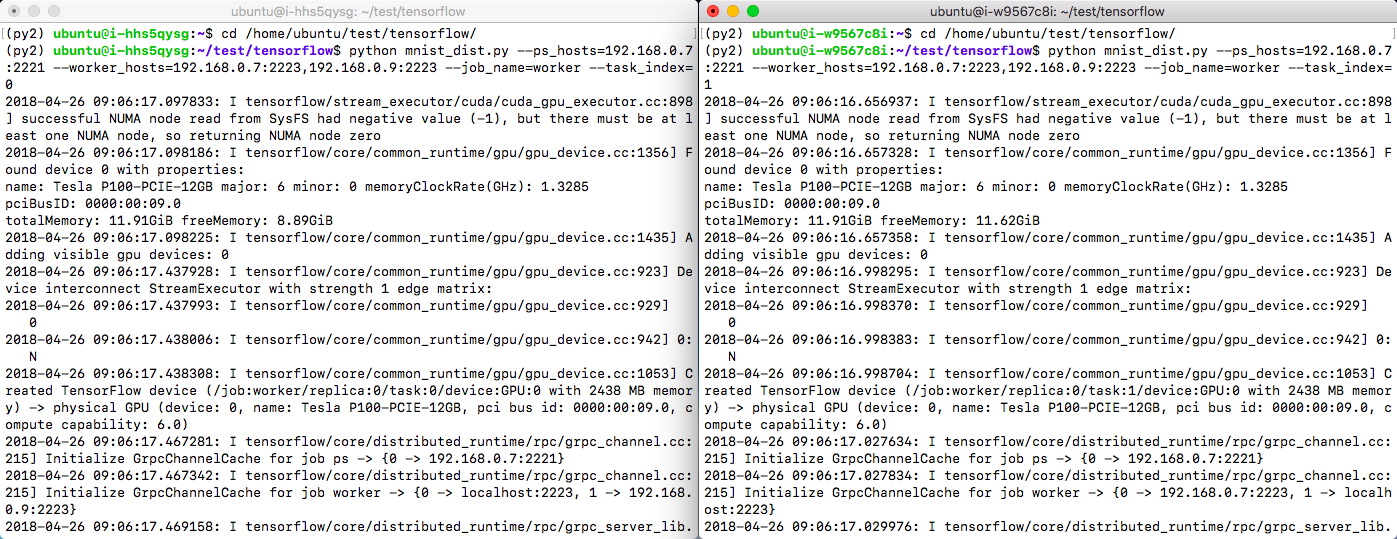 ubuntu@i-hhs5qysg: ~/test/tensorflow
[(py2) ubuntu@i-hhs5qysg:~$ cd /home/ubuntu/test/tensorflow/ ]
(py2) ubuntu@i-hhs5qysg:~/test/tensorflow$ python mnist_dist.py --ps_hosts=192.168.0.7
:2221 --worker_hosts=192.168.0.7:2223,192.168.0.9:2223 --job_name=worker --task_index=
0
2018-04-26 09:06:17.097833: I tensorflow/stream_executor/cuda/cuda_gpu_executor.cc:898
] successful NUMA node read from SysFS had negative value (-1), but there must be at l
east one NUMA node, so returning NUMA node zero
2018-04-26 09:06:17.098186: I tensorflow/core/common_runtime/gpu/gpu_device.cc:1356] F
ound device 0 with properties:
name: Tesla P100-PCIE-12GB major: 6 minor: 0 memoryClockRate(GHz): 1.3285
pciBusID: 0000:00:09.0
totalMemory: 11.91GiB freeMemory: 8.89GiB
2018-04-26 09:06:17.098225: I tensorflow/core/common_runtime/gpu/gpu_device.cc:1435] A
dding visible gpu devices: 0
2018-04-26 09:06:17.437928: I tensorflow/core/common_runtime/gpu/gpu_device.cc:923] De
vice interconnect StreamExecutor with strength 1 edge matrix:
2018-04-26 09:06:17.437993: I tensorflow/core/common_runtime/gpu/gpu_device.cc:929]
0
2018-04-26 09:06:17.438006: I tensorflow/core/common_runtime/gpu/gpu_device.cc:942] 0:
N
2018-04-26 09:06:17.438308: I tensorflow/core/common_runtime/gpu/gpu_device.cc:1053] C
reated TensorFlow device (/job:worker/replica:0/task:0/device:GPU:0 with 2438 MB memor
y) -> physical GPU (device: 0, name: Tesla P100-PCIE-12GB, pci bus id: 0000:00:09.0, c
ompute capability: 6.0)
2018-04-26 09:06:17.467281: I tensorflow/core/distributed_runtime/rpc/grpc_channel.cc:
215] Initialize GrpcChannelCache for job ps -> {0 -> 192.168.0.7:2221}
2018-04-26 09:06:17.467342: I tensorflow/core/distributed_runtime/rpc/grpc_channel.cc:
215] Initialize GrpcChannelCache for job worker -> {0 -> localhost:2223, 1 -> 192.168.
0.9:2223}
2018-04-26 09:06:17.469158: I tensorflow/core/distributed_runtime/rpc/grpc_server_lib.
ubuntu@i-w9567c8i: ~/test/tensorflow
[(py2) ubuntu@i-w9567c8i:~$ cd /home/ubuntu/test/tensorflow/ ]
(py2) ubuntu@i-w9567c8i:~/test/tensorflow$ python mnist_dist.py --ps_hosts=192.168.0.7
:2221 --worker_hosts=192.168.0.7:2223,192.168.0.9:2223 --job_name=worker --task_index=
1
2018-04-26 09:06:16.656937: I tensorflow/stream_executor/cuda/cuda_gpu_executor.cc:898
] successful NUMA node read from SysFS had negative value (-1), but there must be at l
east one NUMA node, so returning NUMA node zero
2018-04-26 09:06:16.657328: I tensorflow/core/common_runtime/gpu/gpu_device.cc:1356] F
ound device 0 with properties:
name: Tesla P100-PCIE-12GB major: 6 minor: 0 memoryClockRate(GHz): 1.3285
pciBusID: 0000:00:09.0
totalMemory: 11.91GiB freeMemory: 11.62GiB
2018-04-26 09:06:16.657358: I tensorflow/core/common_runtime/gpu/gpu_device.cc:1435] A
dding visible gpu devices: 0
2018-04-26 09:06:16.998295: I tensorflow/core/common_runtime/gpu/gpu_device.cc:923] De
vice interconnect StreamExecutor with strength 1 edge matrix:
2018-04-26 09:06:16.998370: I tensorflow/core/common_runtime/gpu/gpu_device.cc:929]
0
2018-04-26 09:06:16.998383: I tensorflow/core/common_runtime/gpu/gpu_device.cc:942] 0:
N
2018-04-26 09:06:16.998704: I tensorflow/core/common_runtime/gpu/gpu_device.cc:1053] C
reated TensorFlow device (/job:worker/replica:0/task:1/device:GPU:0 with 2438 MB memor
y) -> physical GPU (device: 0, name: Tesla P100-PCIE-12GB, pci bus id: 0000:00:09.0, c
ompute capability: 6.0)
2018-04-26 09:06:17.027634: I tensorflow/core/distributed_runtime/rpc/grpc_channel.cc:
215] Initialize GrpcChannelCache for job ps -> {0 -> 192.168.0.7:2221}
2018-04-26 09:06:17.027834: I tensorflow/core/distributed_runtime/rpc/grpc_channel.cc:
215] Initialize GrpcChannelCache for job worker -> {0 -> 192.168.0.7:2223, 1 -> localh
ost:2223}
2018-04-26 09:06:17.029976: I tensorflow/core/distributed_runtime/rpc/grpc_server_lib.